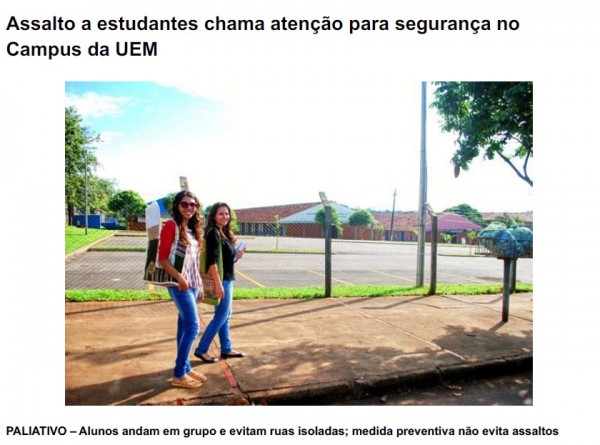 Assalto a estudantes chama atenção para segurança no
Campus da UEM
PALIATIVO – Alunos andam em grupo e evitam ruas isoladas; medida preventiva não evita assaltos